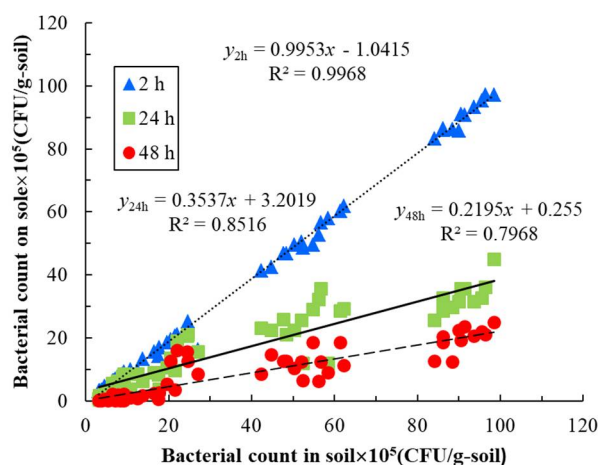 120
100
80
60
40
20
0
0
20
40
60
80
100
120
Bacterial count on sole×10⁵(CFU/g-soil)
Bacterial count in soil×10⁵(CFU/g-soil)
2 h
24 h
48 h
y2h = 0.9953x - 1.0415
R² = 0.9968
y24h = 0.3537x + 3.2019
R² = 0.8516
y48h = 0.2195x + 0.255
R² = 0.7968